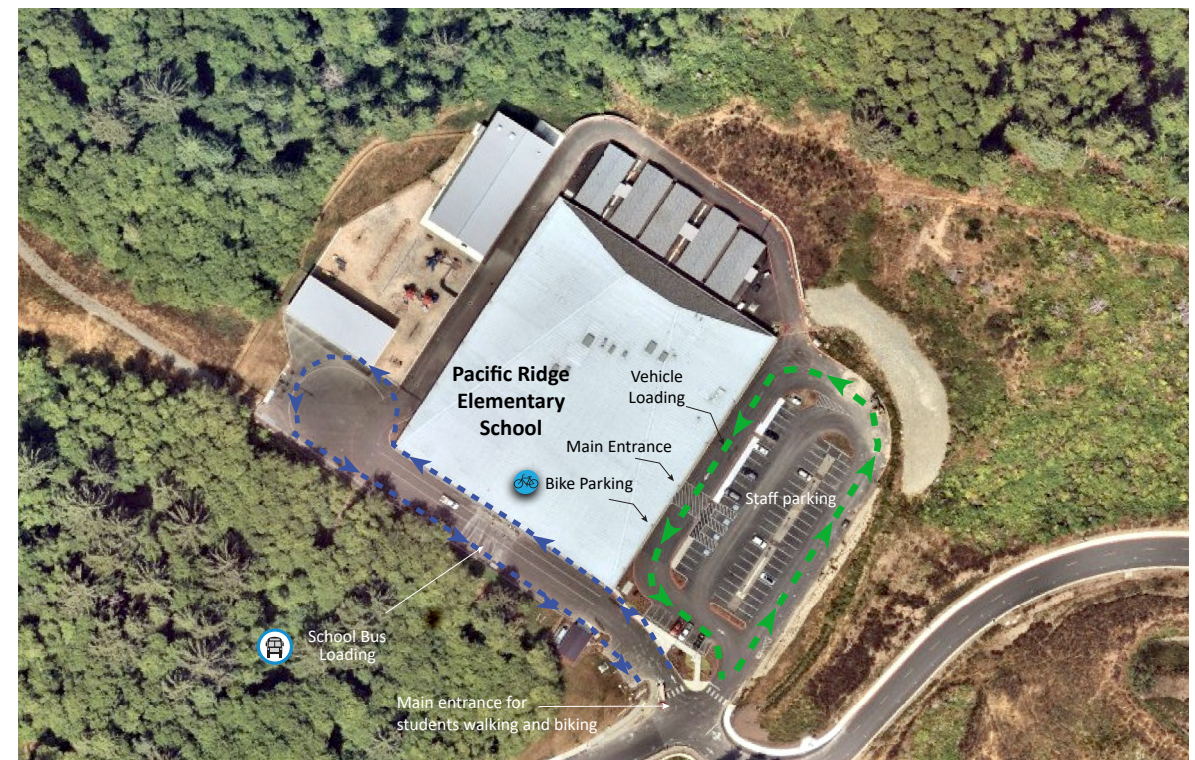 Pacific Ridge
Elementary
School
Vehicle
Loading
Main Entrance
Bike Parking
Staff parking
School Bus
Loading
Main entrance for
students walking and biking